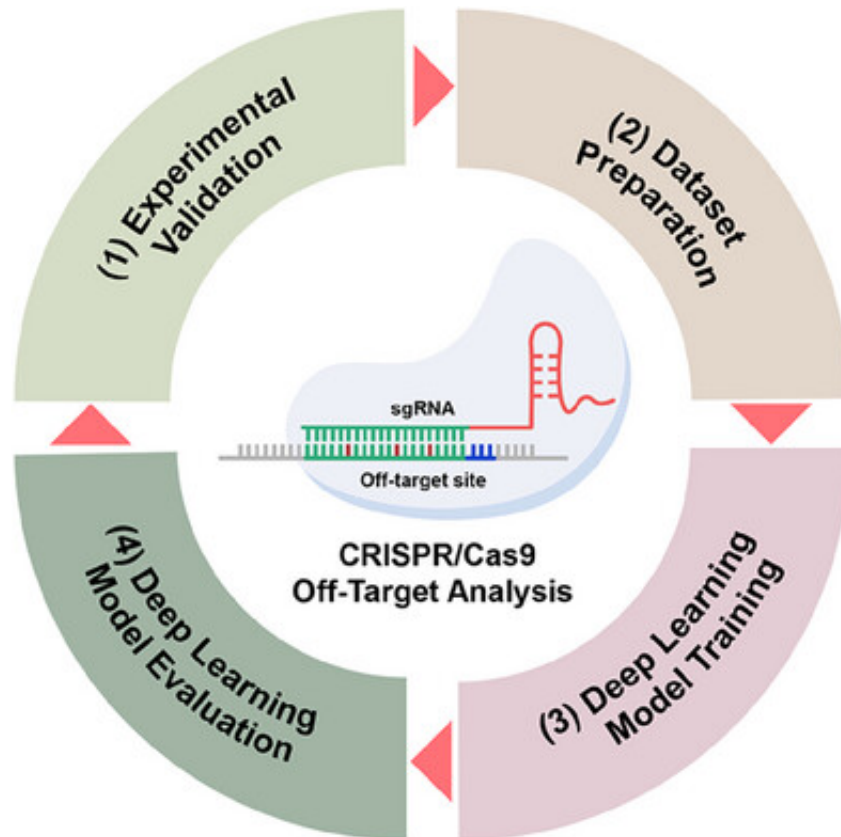 (1) Experimental
Validation
(2) Dataset
Preparation
sgRNA
Off-target site
CRISPR/Cas9
Off-Target Analysis
(4) Deep Learning
Model Evaluation
(3) Deep Learning
Model Training